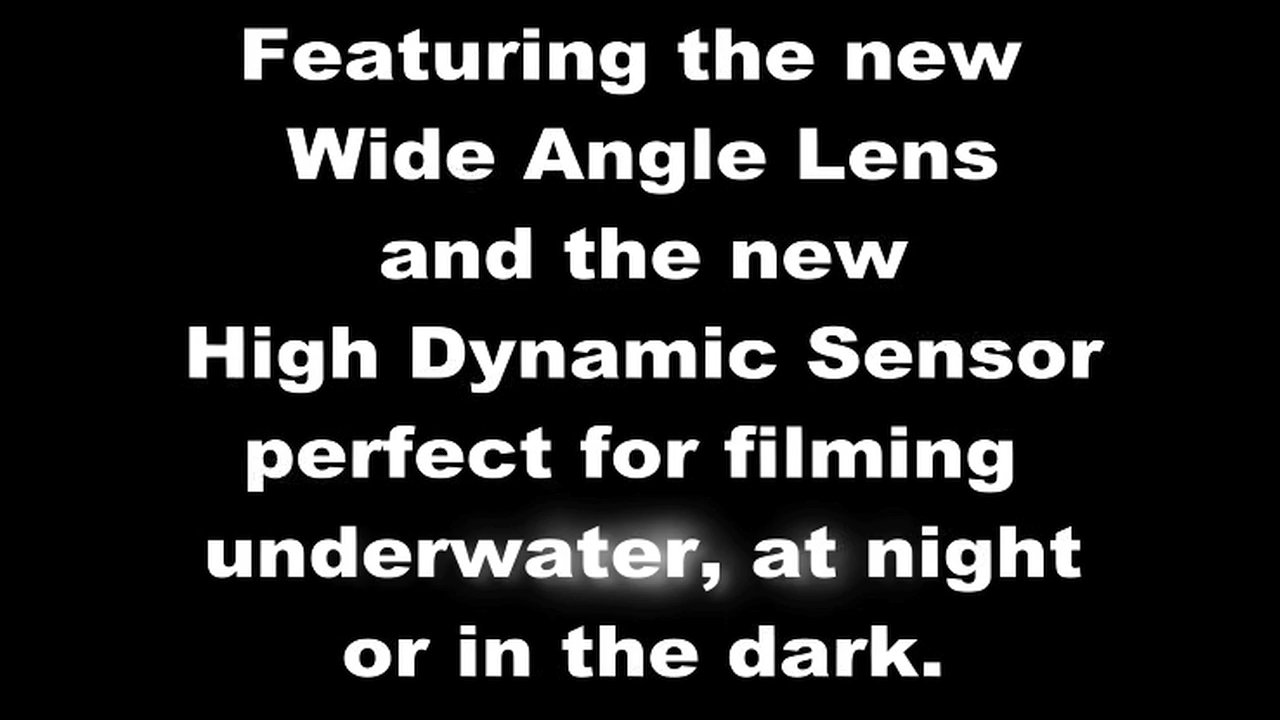 Featuring the new
Wide Angle Lens
and the new
High Dynamic Sensor
perfect for filming
underwater, at night
or in the dark.